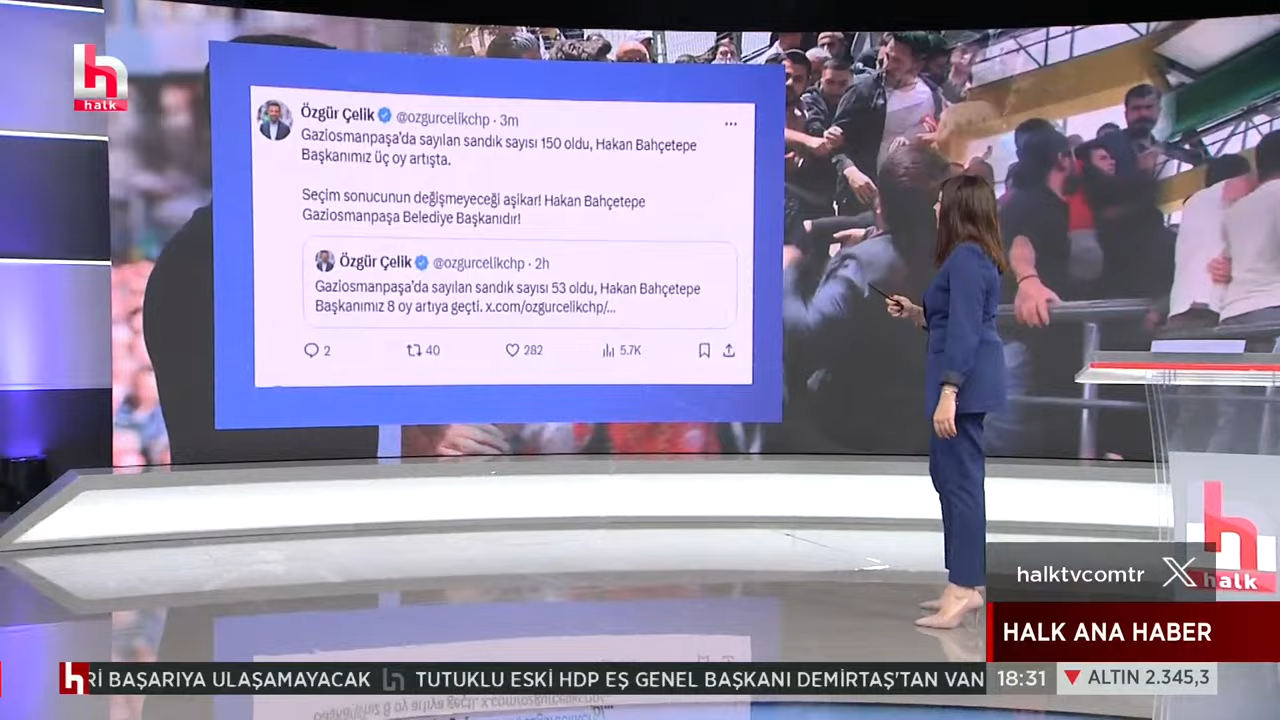 halk
Özgür Çelik @ozgurcelikchp · 3m
Gaziosmanpaşa'da sayılan sandık sayısı 150 oldu, Hakan Bahçetepe
Başkanımız üç oy artışta.
Seçim sonucunun değişmeyeceği aşikar! Hakan Bahçetepe
Gaziosmanpaşa Belediye Başkanıdır!
Özgür Çelik @ozgurcelikchp · 2h
Gaziosmanpaşa'da sayılan sandık sayısı 53 oldu, Hakan Bahçetepe
Başkanımız 8 oy artıya geçti. x.com/ozgurcelikchp/...
2 40 282 5.7K
halktvcomtr X
halk
HALK ANA HABER
Rİ BAŞARIYA ULAŞAMAYACAK TUTUKLU ESKİ HDP EŞ GENEL BAŞKANI DEMİRTAŞ'TAN VAN 18:31 ALTIN 2.345,3